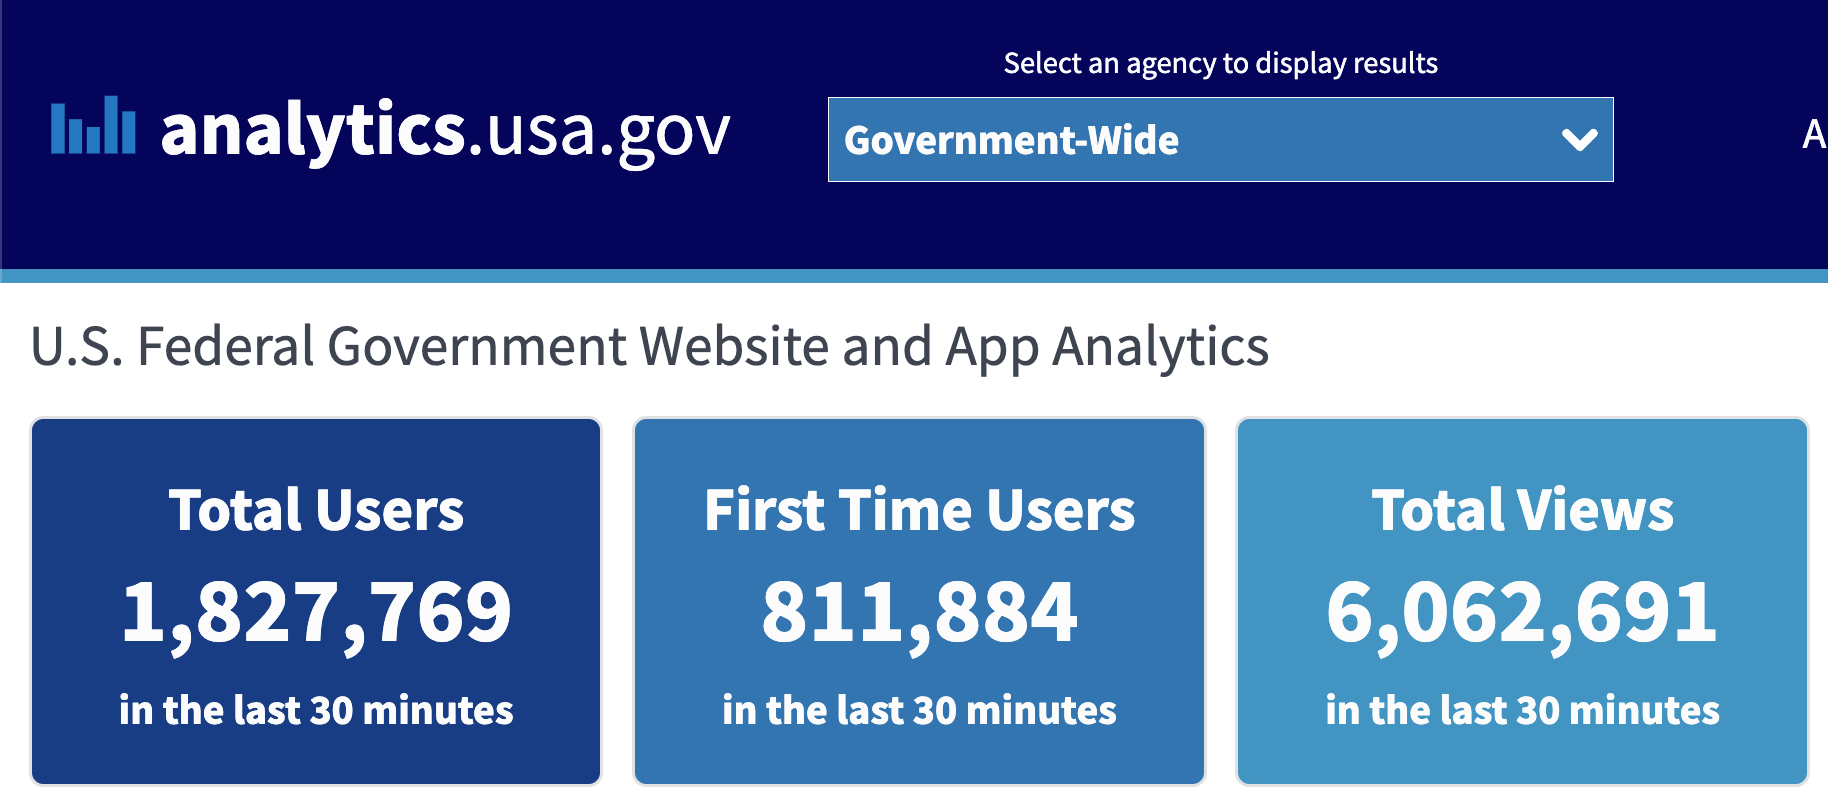 Select an agency to display results
analytics.usa.gov
Government-Wide
A
U.S. Federal Government Website and App Analytics
Total Users
1,827,769
in the last 30 minutes
First Time Users
811,884
in the last 30 minutes
Total Views
6,062,691
in the last 30 minutes